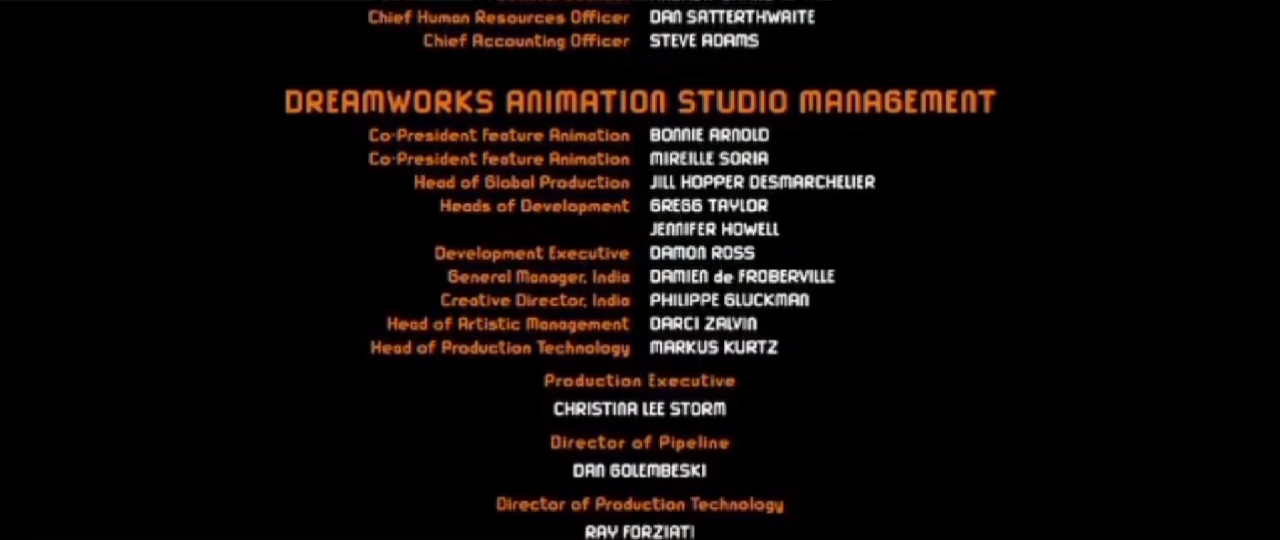 Chief Human Resources Officer DAN SATTERTHWAITE
Chief Accounting Officer STEVE ADAMS
DREAMWORKS ANIMATION STUDIO MANAGEMENT
Co-President Feature Animation BONNIE ARNOLD
Co-President Feature Animation MIREILLE SORIA
Head of Global Production JILL HOPPER DESMARCHELIER
Heads of Development GREGG TAYLOR
JENNIFER HOWELL
Development Executive DAMON ROSS
General Manager, India DAMIEN de FROBERVILLE
Creative Director, India PHILIPPE GLUCKMAN
Head of Artistic Management DARCI ZALVIN
Head of Production Technology MARKUS KURTZ
Production Executive
CHRISTINA LEE STORM
Director of Pipeline
DAN GOLEMBESKI
Director of Production Technology
RAY FORZIATI